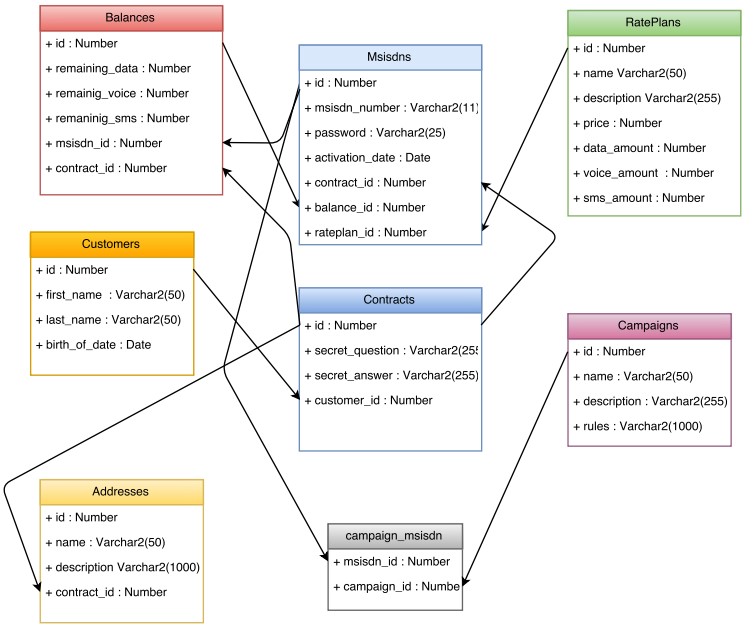 Balances
+ id : Number
+ remaining_data : Number
+ remainig_voice : Number
+ remaninig_sms : Number
+ msisdn_id : Number
+ contract_id : Number
Msisdns
+ id : Number
+ msisdn_number : Varchar2(11)
+ password : Varchar2(25)
+ activation_date : Date
+ contract_id : Number
+ balance_id : Number
+ rateplan_id : Number
RatePlans
+ id : Number
+ name Varchar2(50)
+ description Varchar2(255)
+ price : Number
+ data_amount : Number
+ voice_amount : Number
+ sms_amount : Number
Customers
+ id : Number
+ first_name : Varchar2(50)
+ last_name : Varchar2(50)
+ birth_of_date : Date
Contracts
+ id : Number
+ secret_question : Varchar2(255
+ secret_answer : Varchar2(255)
+ customer_id : Number
Campaigns
+ id : Number
+ name : Varchar2(50)
+ description : Varchar2(255)
+ rules : Varchar2(1000)
Addresses
+ id : Number
+ name : Varchar2(50)
+ description Varchar2(1000)
+ contract_id : Number
campaign_msisdn
+ msisdn_id : Number
+ campaign_id : Numbe